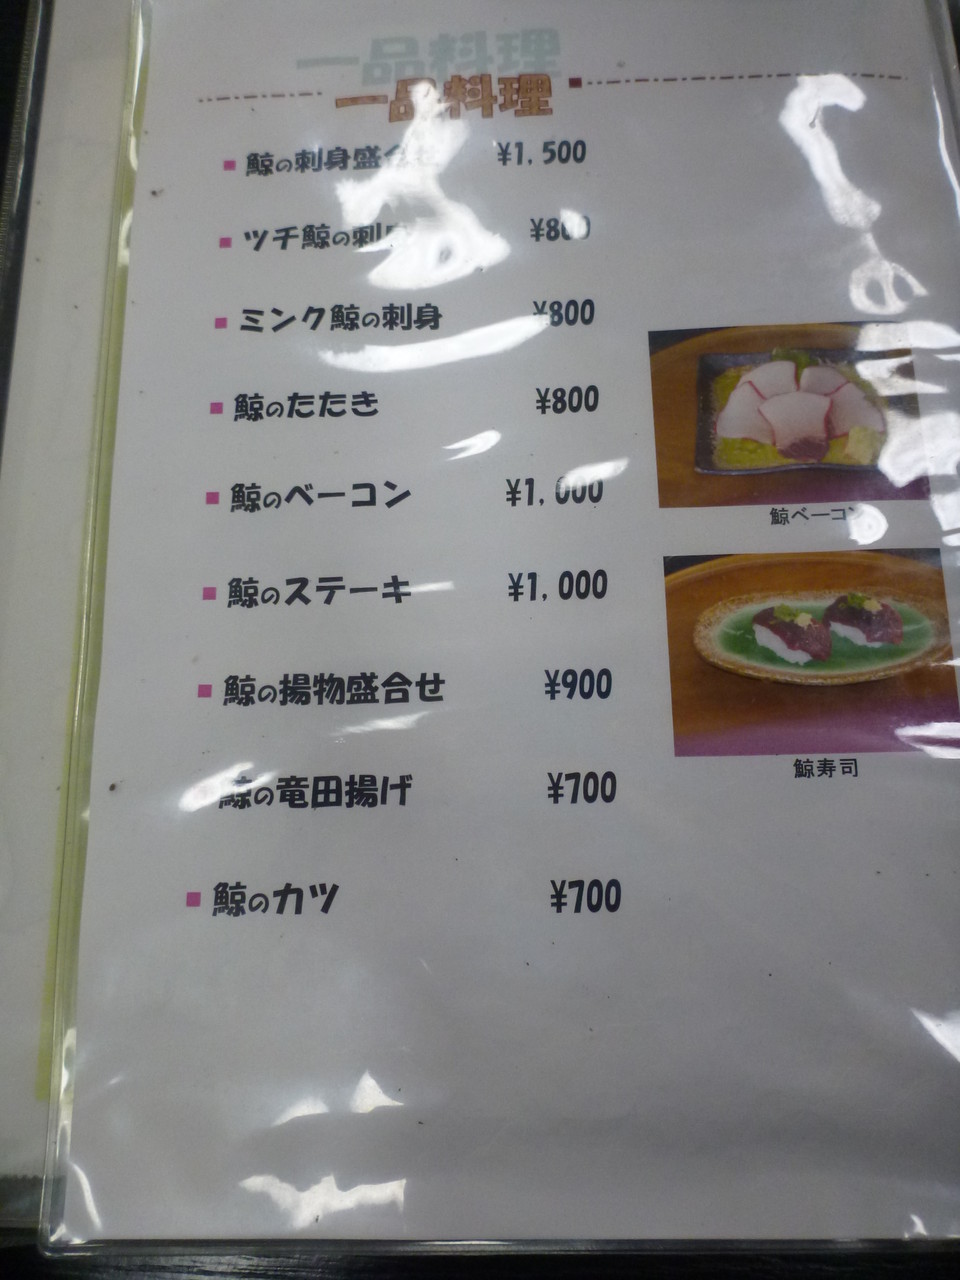 一品料理
鯨の刺身盛合せ ¥1,500
ツチ鯨の刺身 ¥800
ミンク鯨の刺身 ¥800
鯨のたたき ¥800
鯨のベーコン ¥1,000
鯨のステーキ ¥1,000
鯨の揚物盛合せ ¥900
鯨の竜田揚げ ¥700
鯨のカツ ¥700
鯨ベーコン
鯨寿司